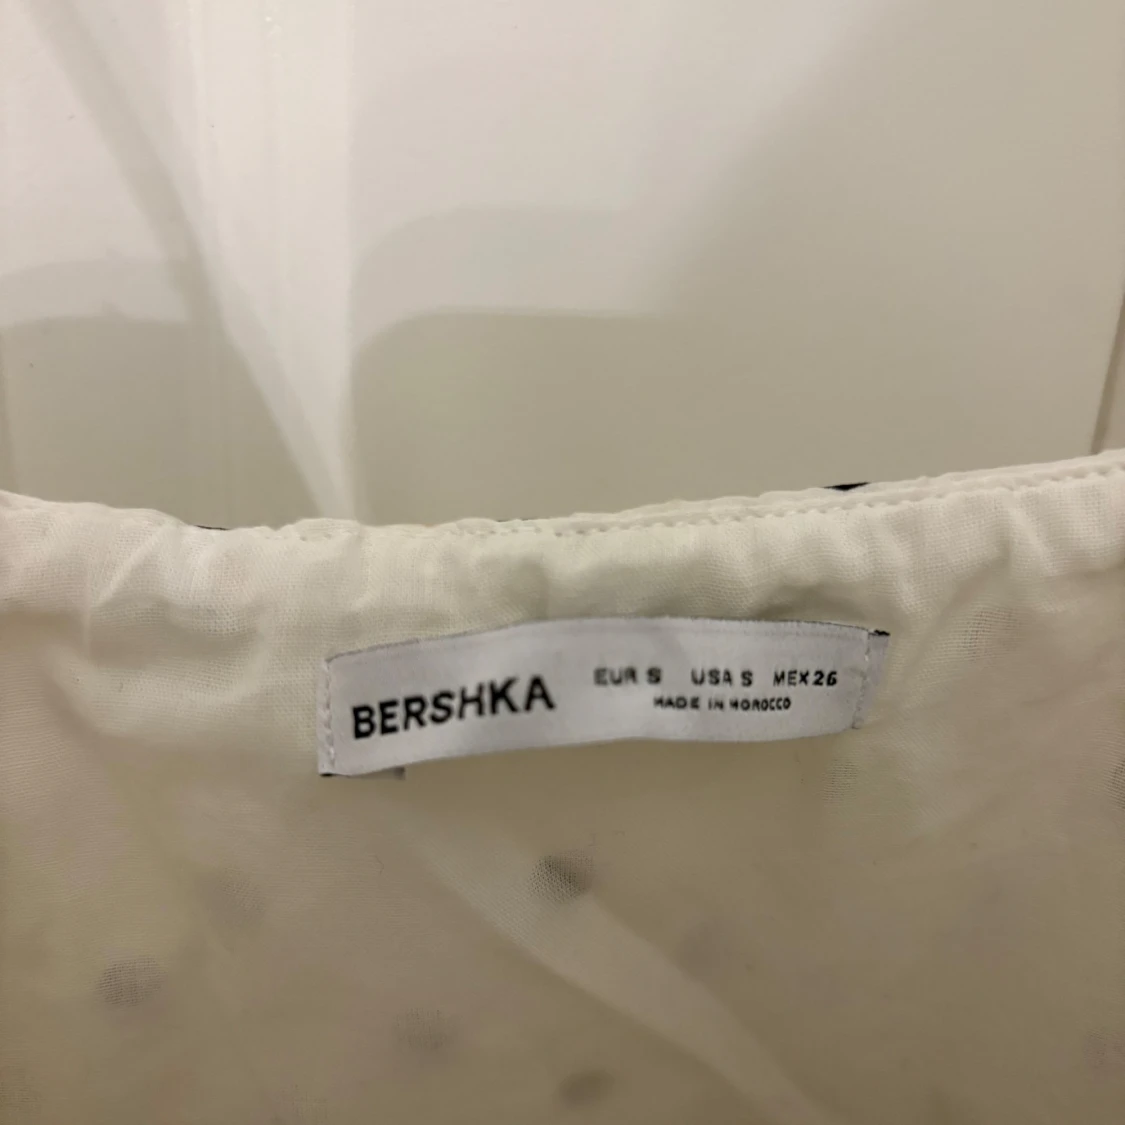 BERSHKA
EUR S USA S MEX 26
MADE IN MOROCCO